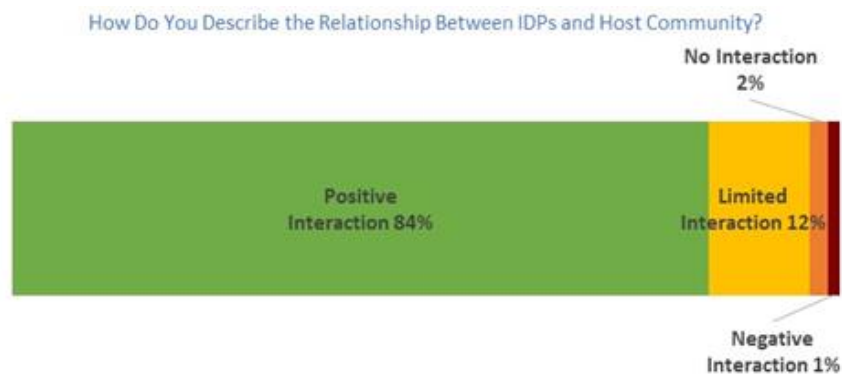 How Do You Describe the Relationship Between IDPs and Host Community?
No Interaction
2%
Positive
Interaction 84%
Limited
Interaction 12%
Negative
Interaction 1%